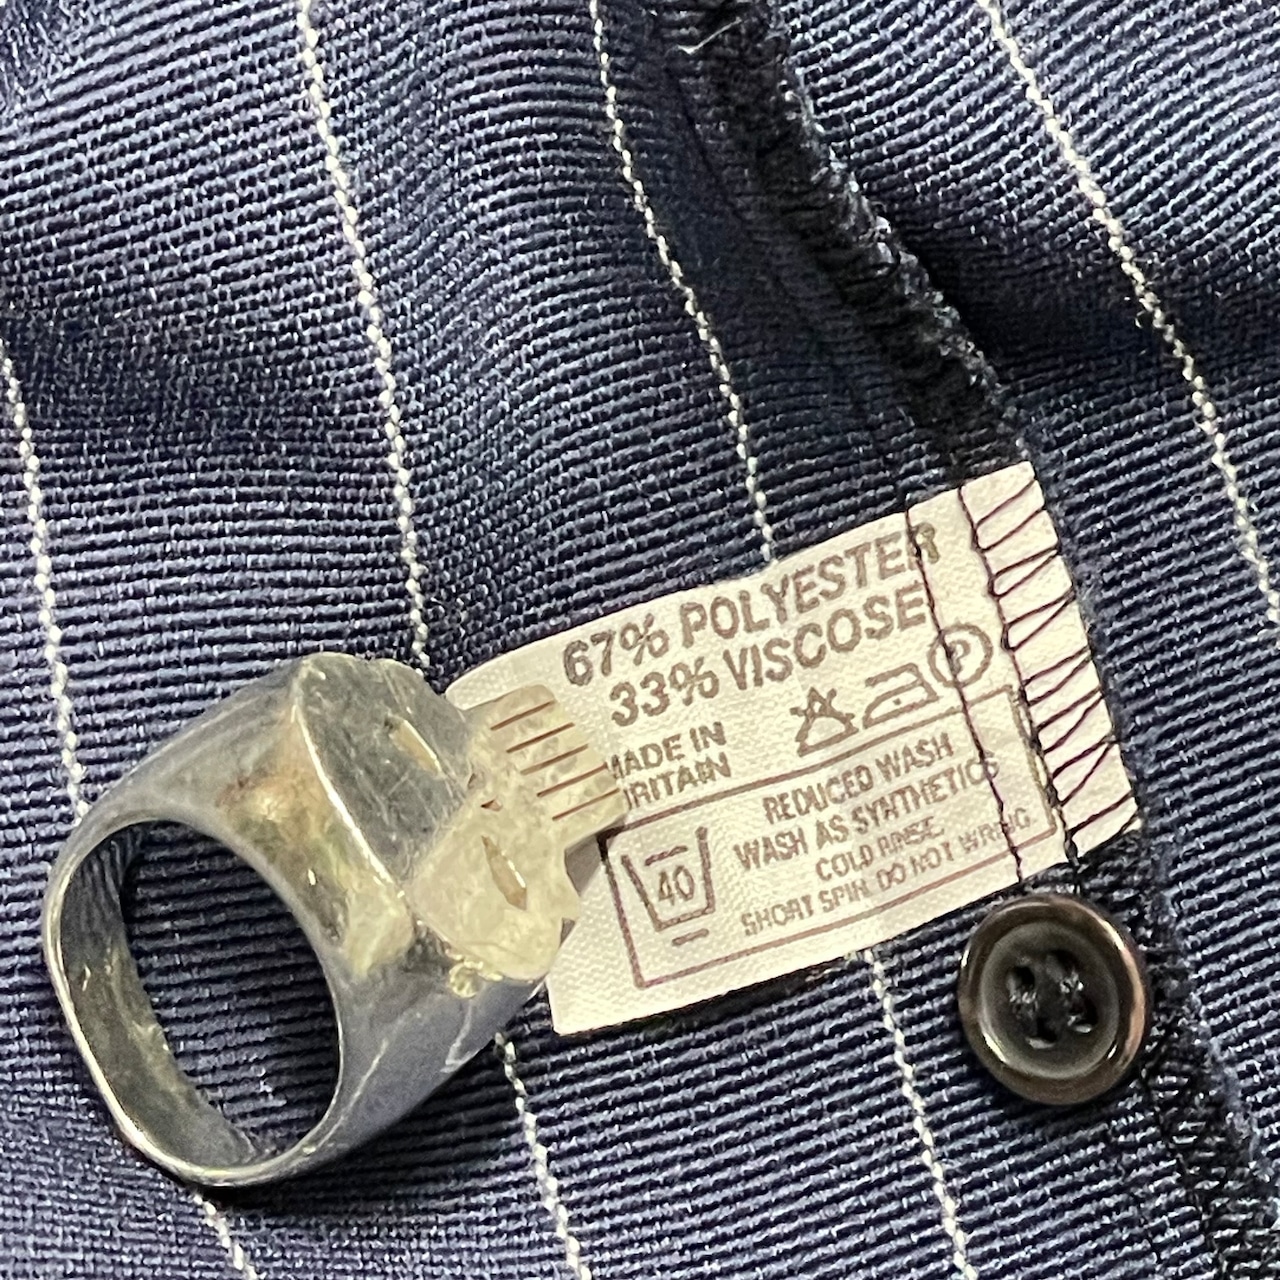 67% POLYESTER
33% VISCOSE
P
MADE IN
BRITAIN
REDUCED WASH
WASH AS SYNTHETICS
COLD RINSE
SHORT SPIN DO NOT WRING
40